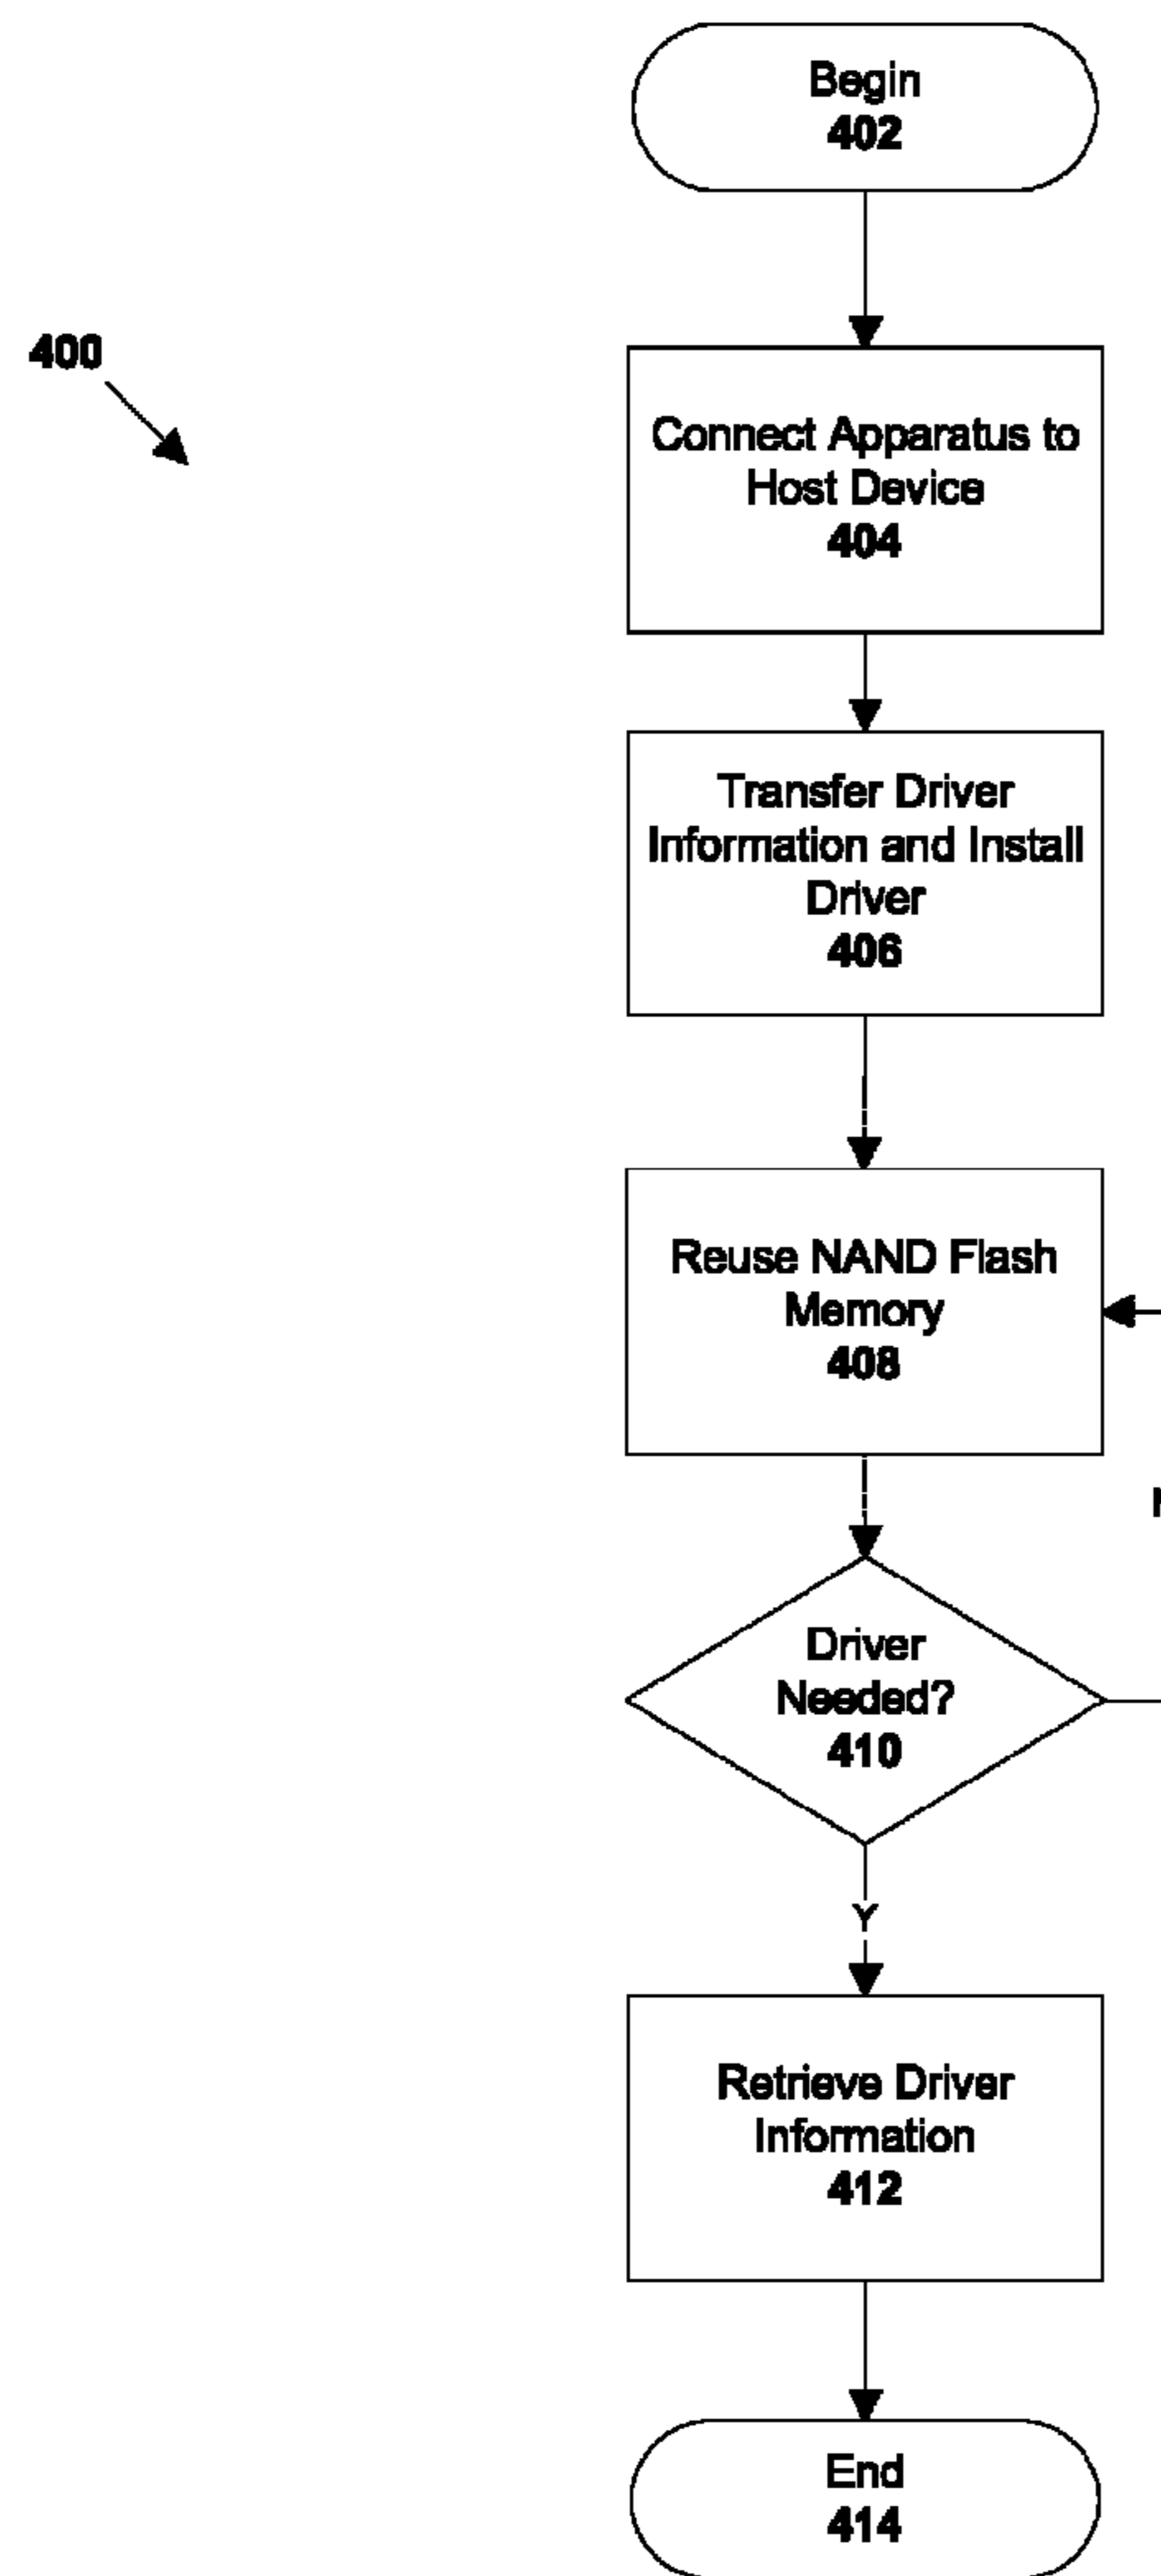 Begin
402
400
Connect Apparatus to
Host Device
404
Transfer Driver
Information and Install
Driver
406
Reuse NAND Flash
Memory
408
Driver
Needed?
410
Y
Retrieve Driver
Information
412
End
414